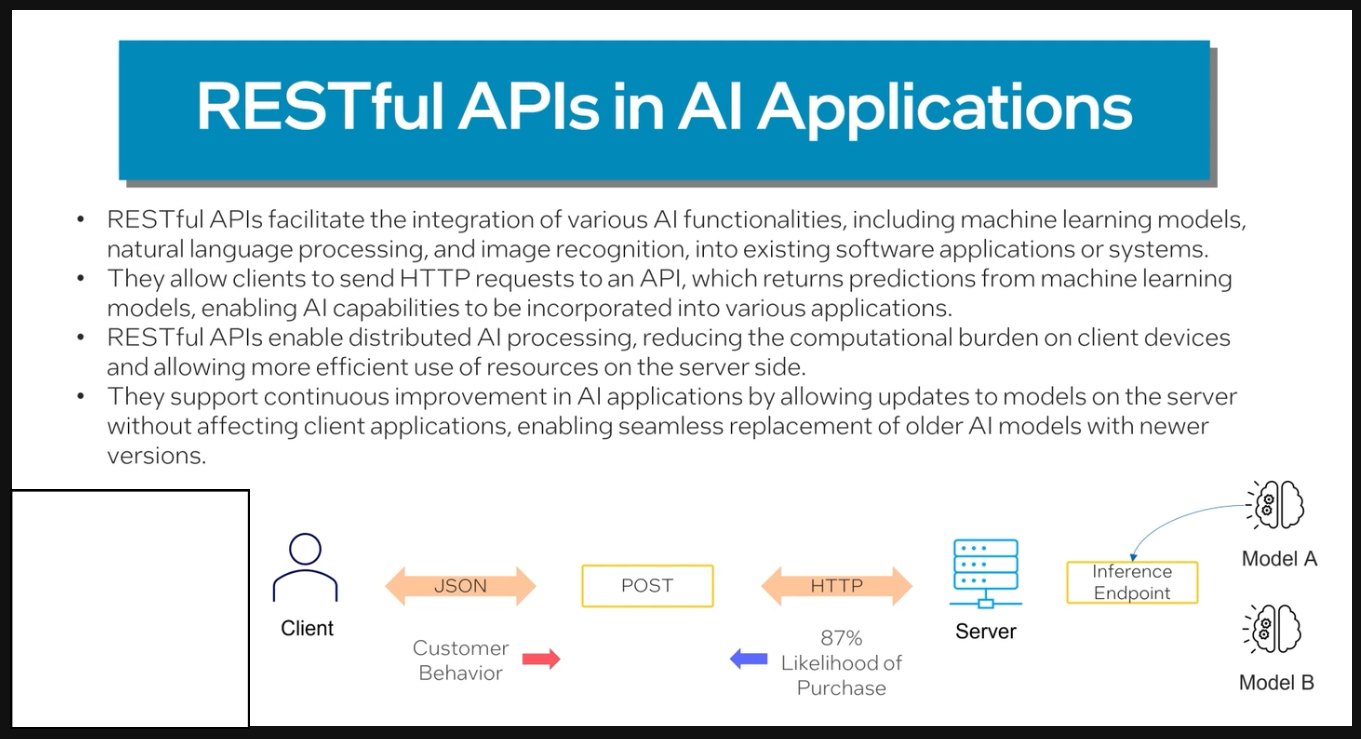 RESTful APIs in AI Applications
• RESTful APIs facilitate the integration of various AI functionalities, including machine learning models,
natural language processing, and image recognition, into existing software applications or systems.
• They allow clients to send HTTP requests to an API, which returns predictions from machine learning
models, enabling AI capabilities to be incorporated into various applications.
• RESTful APIs enable distributed AI processing, reducing the computational burden on client devices
and allowing more efficient use of resources on the server side.
• They support continuous improvement in AI applications by allowing updates to models on the server
without affecting client applications, enabling seamless replacement of older AI models with newer
versions.
Client
JSON
Customer
Behavior
POST
HTTP
87%
Likelihood of
Purchase
Server
Inference
Endpoint
Model A
Model B